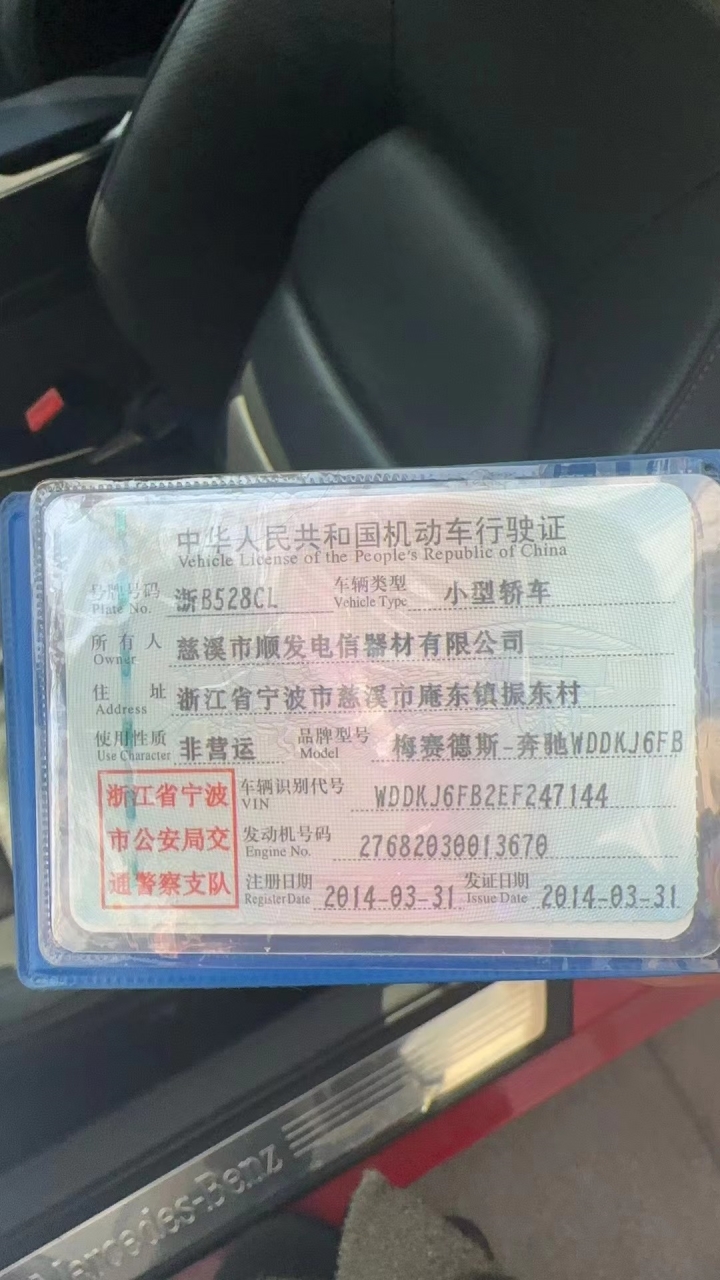 中华人民共和国机动车行驶证
Vehicle License of the People's Republic of China
号牌号码 浙B528CL 车辆类型 小型轿车
Plate No. Vehicle Type
所有人 慈溪市顺发电信器材有限公司
Owner
住址 浙江省宁波市慈溪市庵东镇振东村
Address
使用性质 非营运 品牌型号 梅赛德斯-奔驰WDDKJ6FB
Use Character Model
浙江省宁波
市公安局交
通警察支队
车辆识别代号 WDDKJ6FB2EF247144
VIN
发动机号码 27682030013670
Engine No.
注册日期 2014-03-31 发证日期 2014-03-31
Register Date Issue Date
Mercedes-Benz